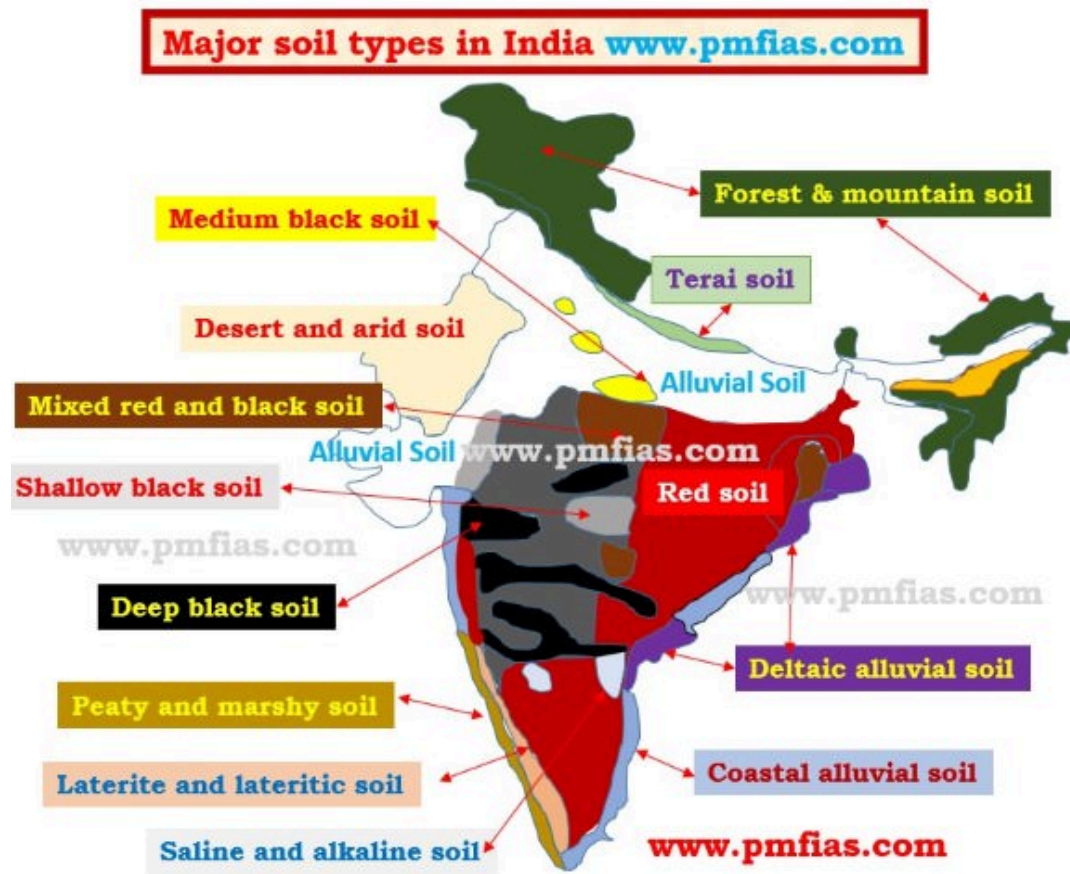 Major soil types in India www.pmfias.com
Forest & mountain soil
Medium black soil
Terai soil
Desert and arid soil
Alluvial Soil
Mixed red and black soil
Alluvial Soil
www.pmfias.com
Shallow black soil
Red soil
www.pmfias.com
www.pmfias.com
Deep black soil
Deltaic alluvial soil
Peaty and marshy soil
Laterite and lateritic soil
Coastal alluvial soil
Saline and alkaline soil
www.pmfias.com